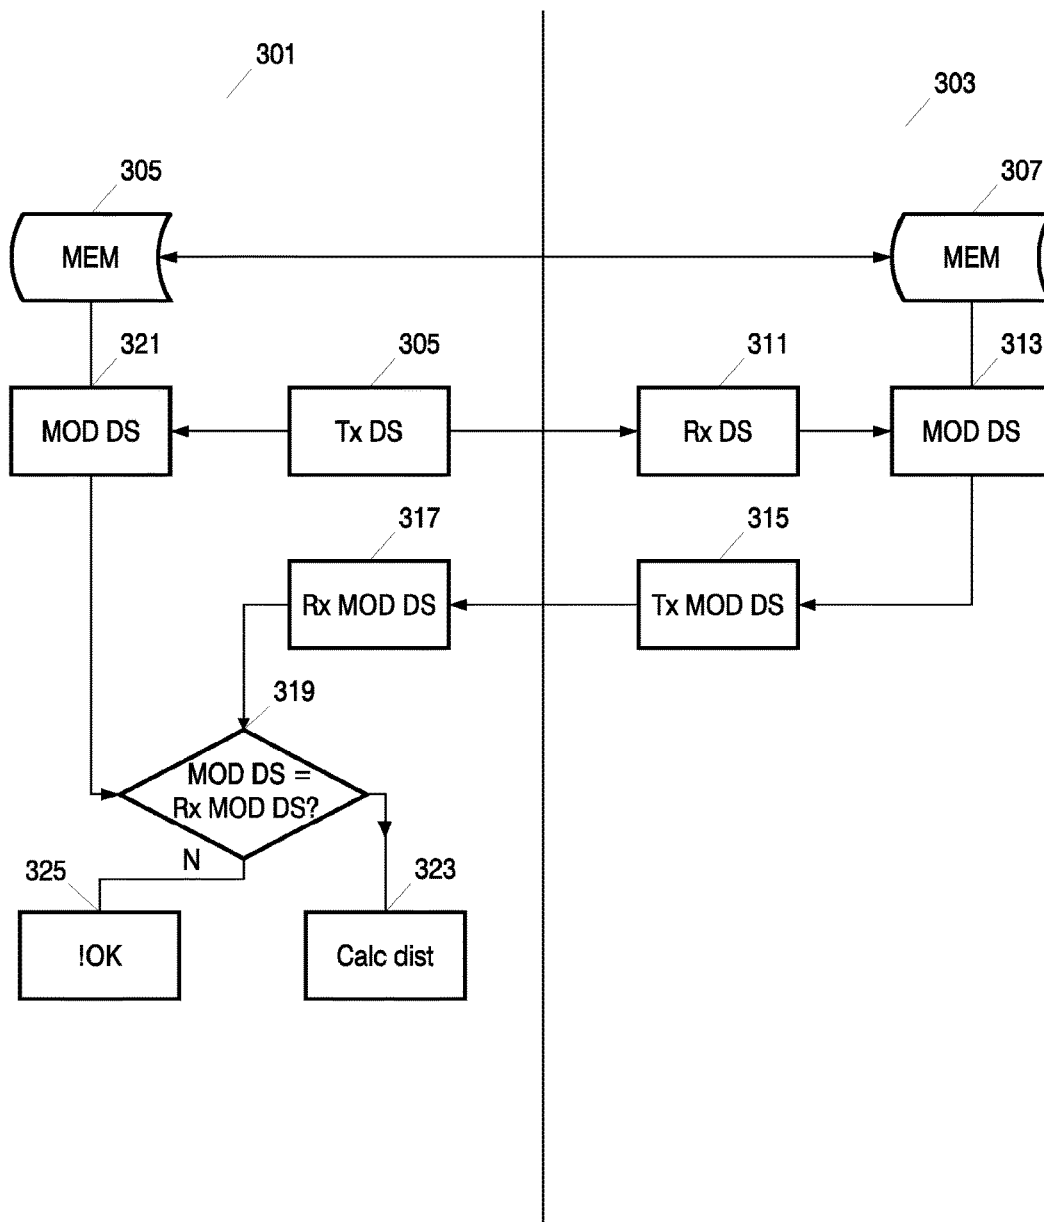 301
303
305
307
MEM
MEM
321
305
311
313
MOD DS
Tx DS
Rx DS
MOD DS
317
315
Rx MOD DS
Tx MOD DS
319
MOD DS =
Rx MOD DS?
N
325
323
!OK
Calc dist